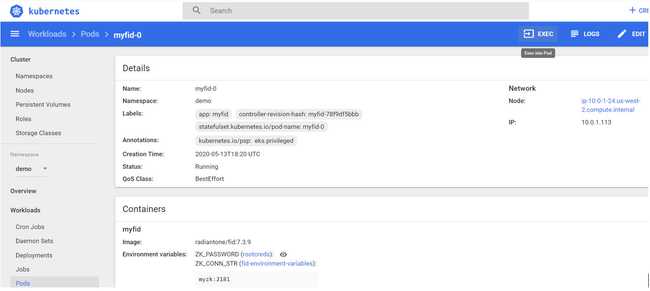 kubernetes
Search
CRE
Workloads > Pods > myfid-0
EXEC
LOGS
EDIT
Exec into Pod
Cluster
Namespaces
Nodes
Persistent Volumes
Roles
Storage Classes
Namespace
demo
Overview
Workloads
Cron Jobs
Daemon Sets
Deployments
Jobs
Pods
Details
Name: myfid-0
Namespace: demo
Labels: app: myfid controller-revision-hash: myfid-78f9df5bbb
statefulset.kubernetes.io/pod-name: myfid-0
Annotations: kubernetes.io/psp: eks.privileged
Creation Time: 2020-05-13T18:20 UTC
Status: Running
QoS Class: BestEffort
Network
Node: ip-10-0-1-24.us-west-
2.compute.internal
IP: 10.0.1.113
Containers
myfid
Image: radiantone/fid:7.3.9
Environment variables: ZK_PASSWORD (rootcreds):
ZK_CONN_STR (fid-environment-variables):
myzk:2181